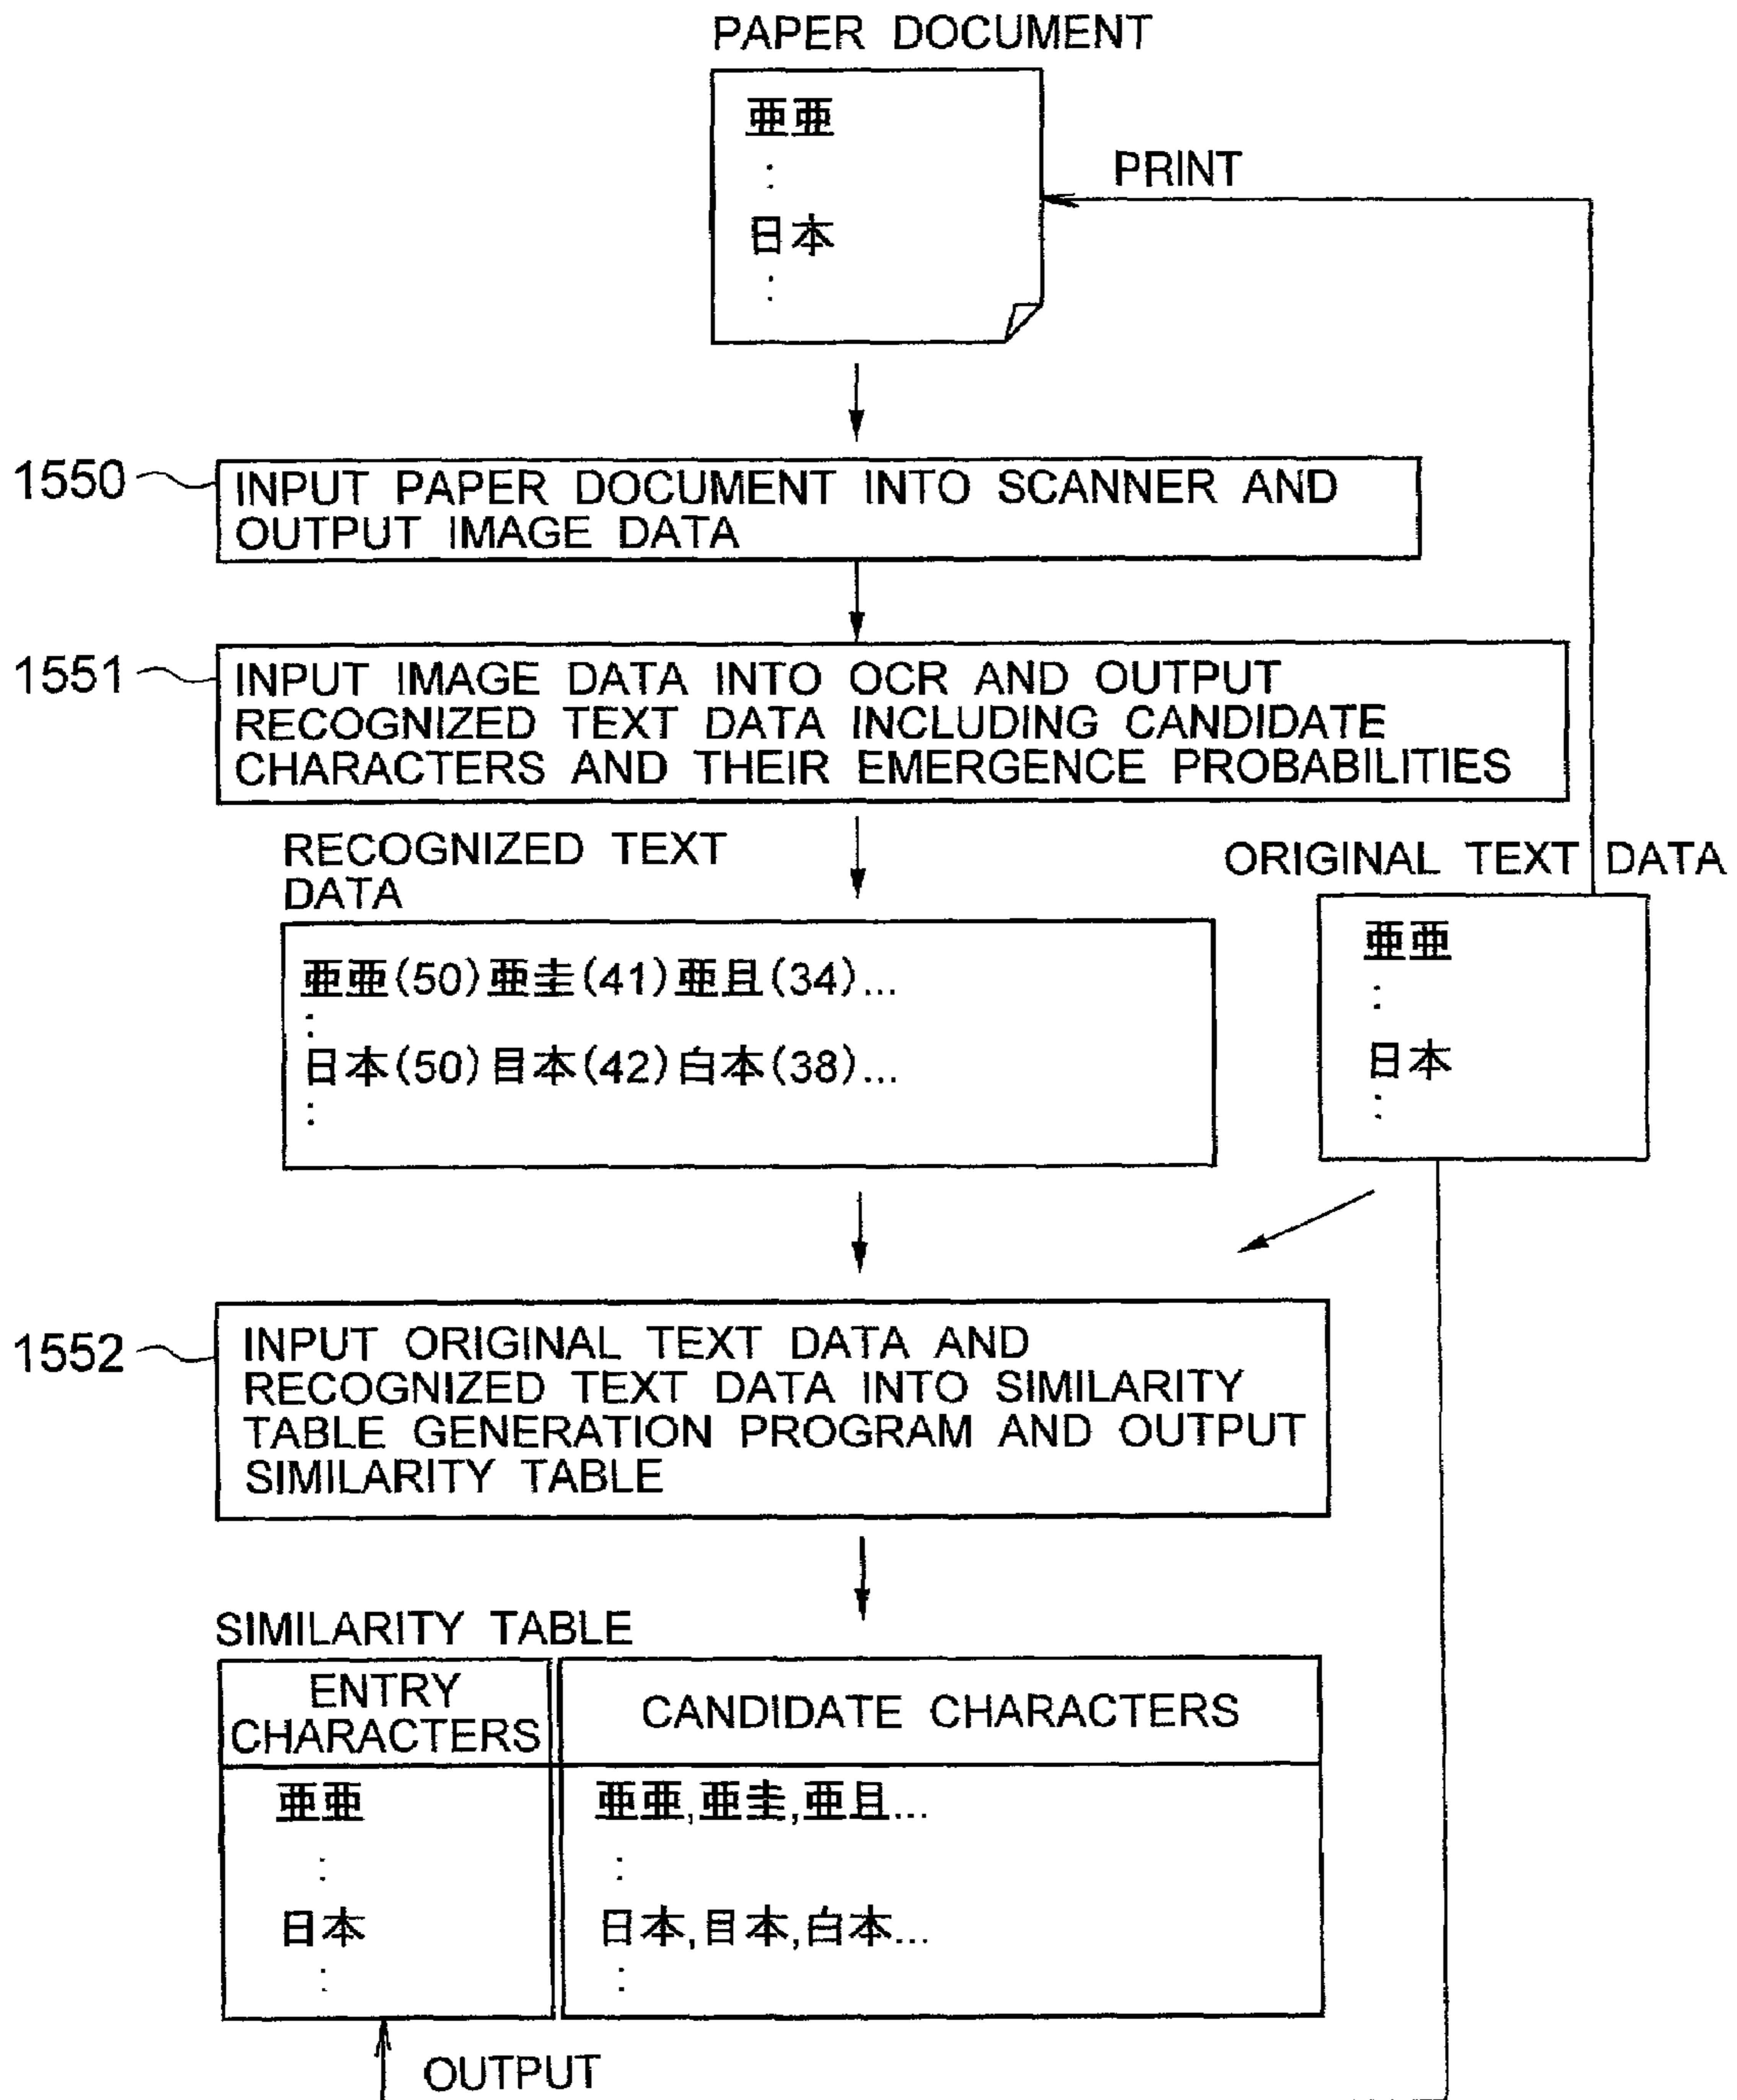 PAPER DOCUMENT
亜亜
:
日本
:
PRINT
1550
INPUT PAPER DOCUMENT INTO SCANNER AND
OUTPUT IMAGE DATA
1551
INPUT IMAGE DATA INTO OCR AND OUTPUT
RECOGNIZED TEXT DATA INCLUDING CANDIDATE
CHARACTERS AND THEIR EMERGENCE PROBABILITIES
RECOGNIZED TEXT
DATA
亜亜(50)亜圭(41)亜且(34)...
:
日本(50)目本(42)白本(38)...
:
ORIGINAL TEXT DATA
亜亜
:
日本
:
1552
INPUT ORIGINAL TEXT DATA AND
RECOGNIZED TEXT DATA INTO SIMILARITY
TABLE GENERATION PROGRAM AND OUTPUT
SIMILARITY TABLE
SIMILARITY TABLE
ENTRY
CHARACTERS
CANDIDATE CHARACTERS
亜亜
亜亜,亜圭,亜且...
:
:
日本
日本,目本,白本...
:
:
OUTPUT